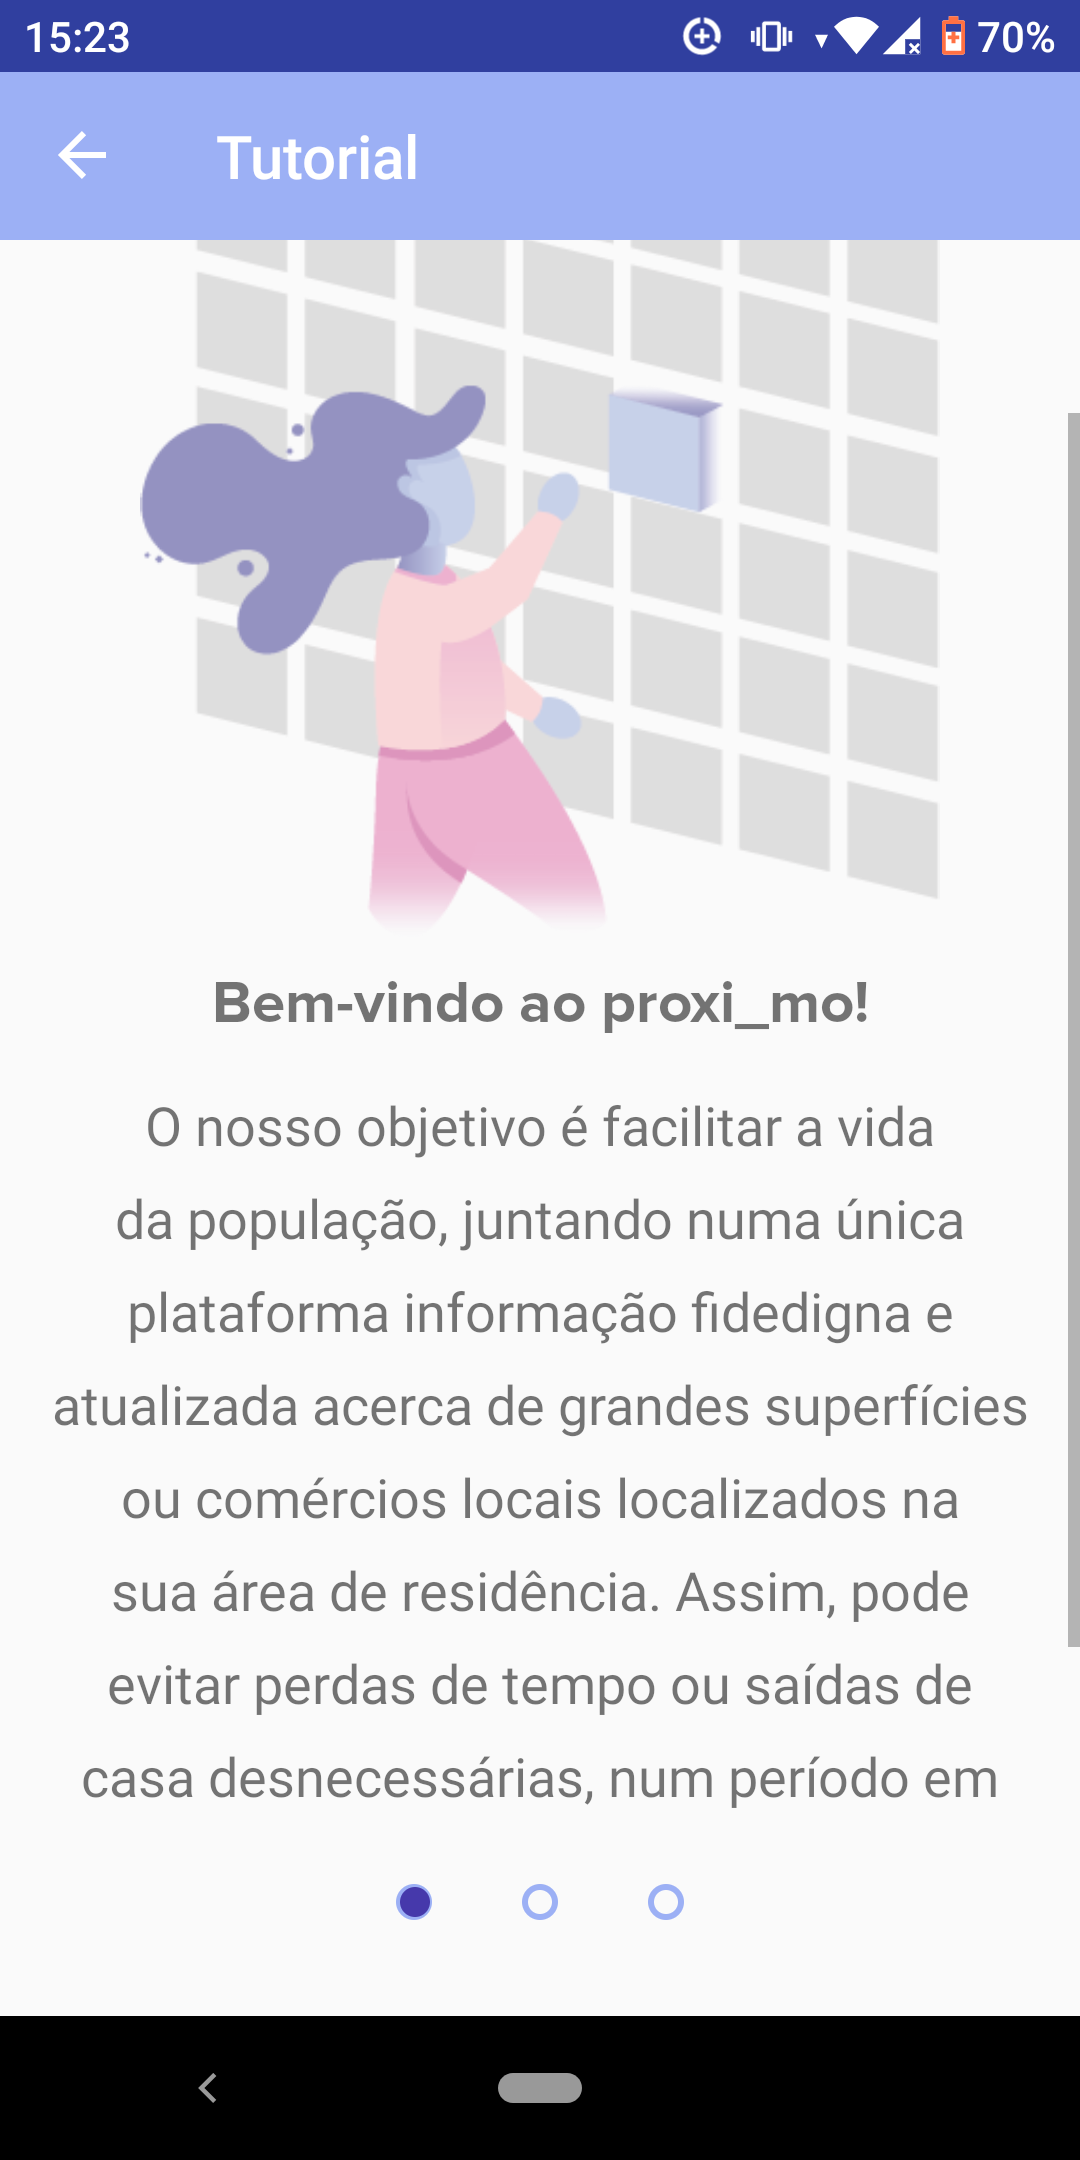 15:23
70%
Tutorial
Bem-vindo ao proxi_mo!
O nosso objetivo é facilitar a vida
da população, juntando numa única
plataforma informação fidedigna e
atualizada acerca de grandes superfícies
ou comércios locais localizados na
sua área de residência. Assim, pode
evitar perdas de tempo ou saídas de
casa desnecessárias, num período em